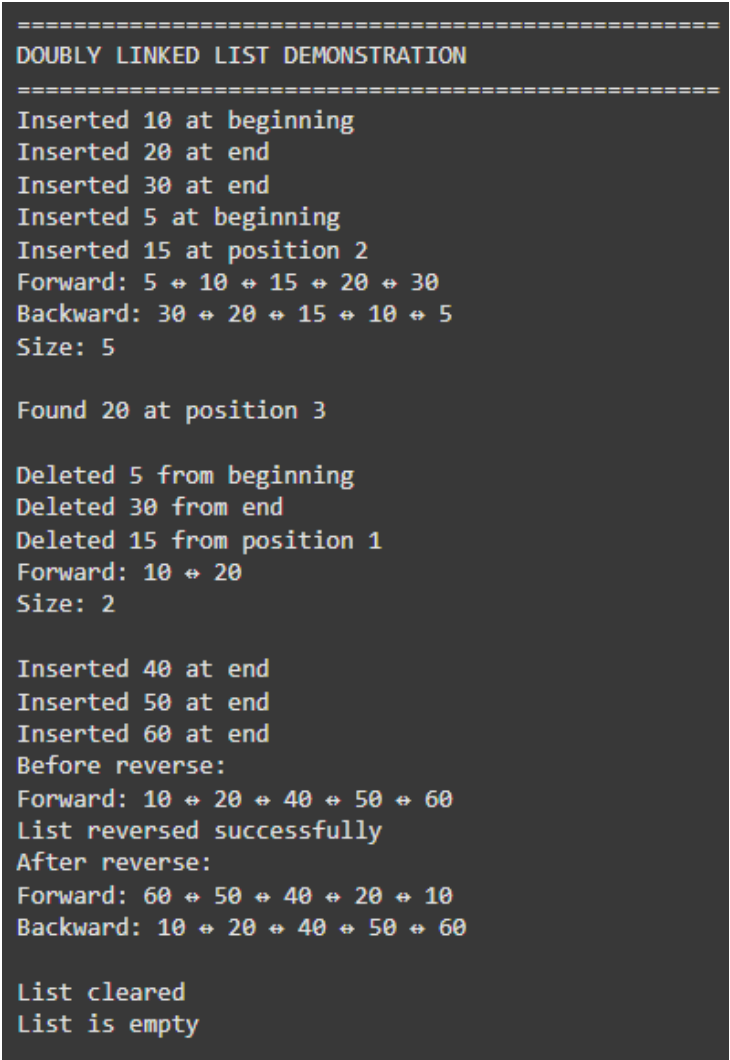 ==================================================
DOUBLY LINKED LIST DEMONSTRATION
==================================================
Inserted 10 at beginning
Inserted 20 at end
Inserted 30 at end
Inserted 5 at beginning
Inserted 15 at position 2
Forward: 5 ↔ 10 ↔ 15 ↔ 20 ↔ 30
Backward: 30 ↔ 20 ↔ 15 ↔ 10 ↔ 5
Size: 5
Found 20 at position 3
Deleted 5 from beginning
Deleted 30 from end
Deleted 15 from position 1
Forward: 10 ↔ 20
Size: 2
Inserted 40 at end
Inserted 50 at end
Inserted 60 at end
Before reverse:
Forward: 10 ↔ 20 ↔ 40 ↔ 50 ↔ 60
List reversed successfully
After reverse:
Forward: 60 ↔ 50 ↔ 40 ↔ 20 ↔ 10
Backward: 10 ↔ 20 ↔ 40 ↔ 50 ↔ 60
List cleared
List is empty